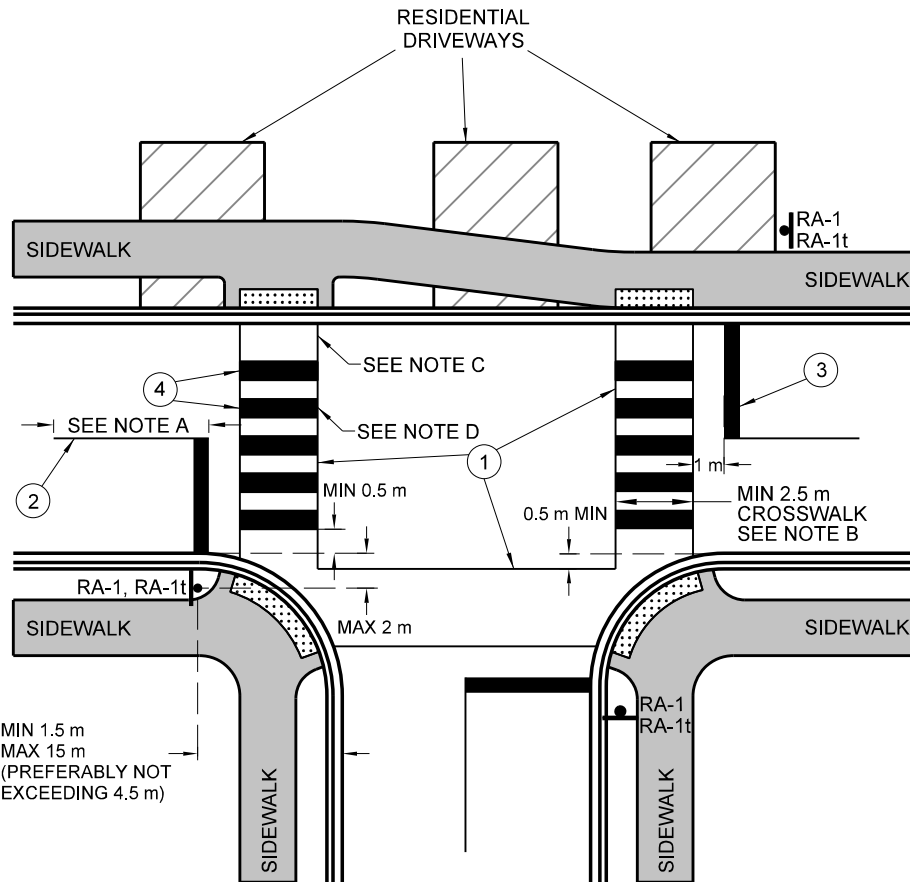 RESIDENTIAL
DRIVEWAYS
RA-1
RA-1t
SIDEWALK
SIDEWALK
SEE NOTE C
4
3
SEE NOTE A
SEE NOTE D
1
1 m
2
MIN 0.5 m
0.5 m MIN
MIN 2.5 m
CROSSWALK
SEE NOTE B
RA-1, RA-1t
SIDEWALK
MAX 2 m
SIDEWALK
RA-1
RA-1t
MIN 1.5 m
MAX 15 m
(PREFERABLY NOT
EXCEEDING 4.5 m)
SIDEWALK
SIDEWALK